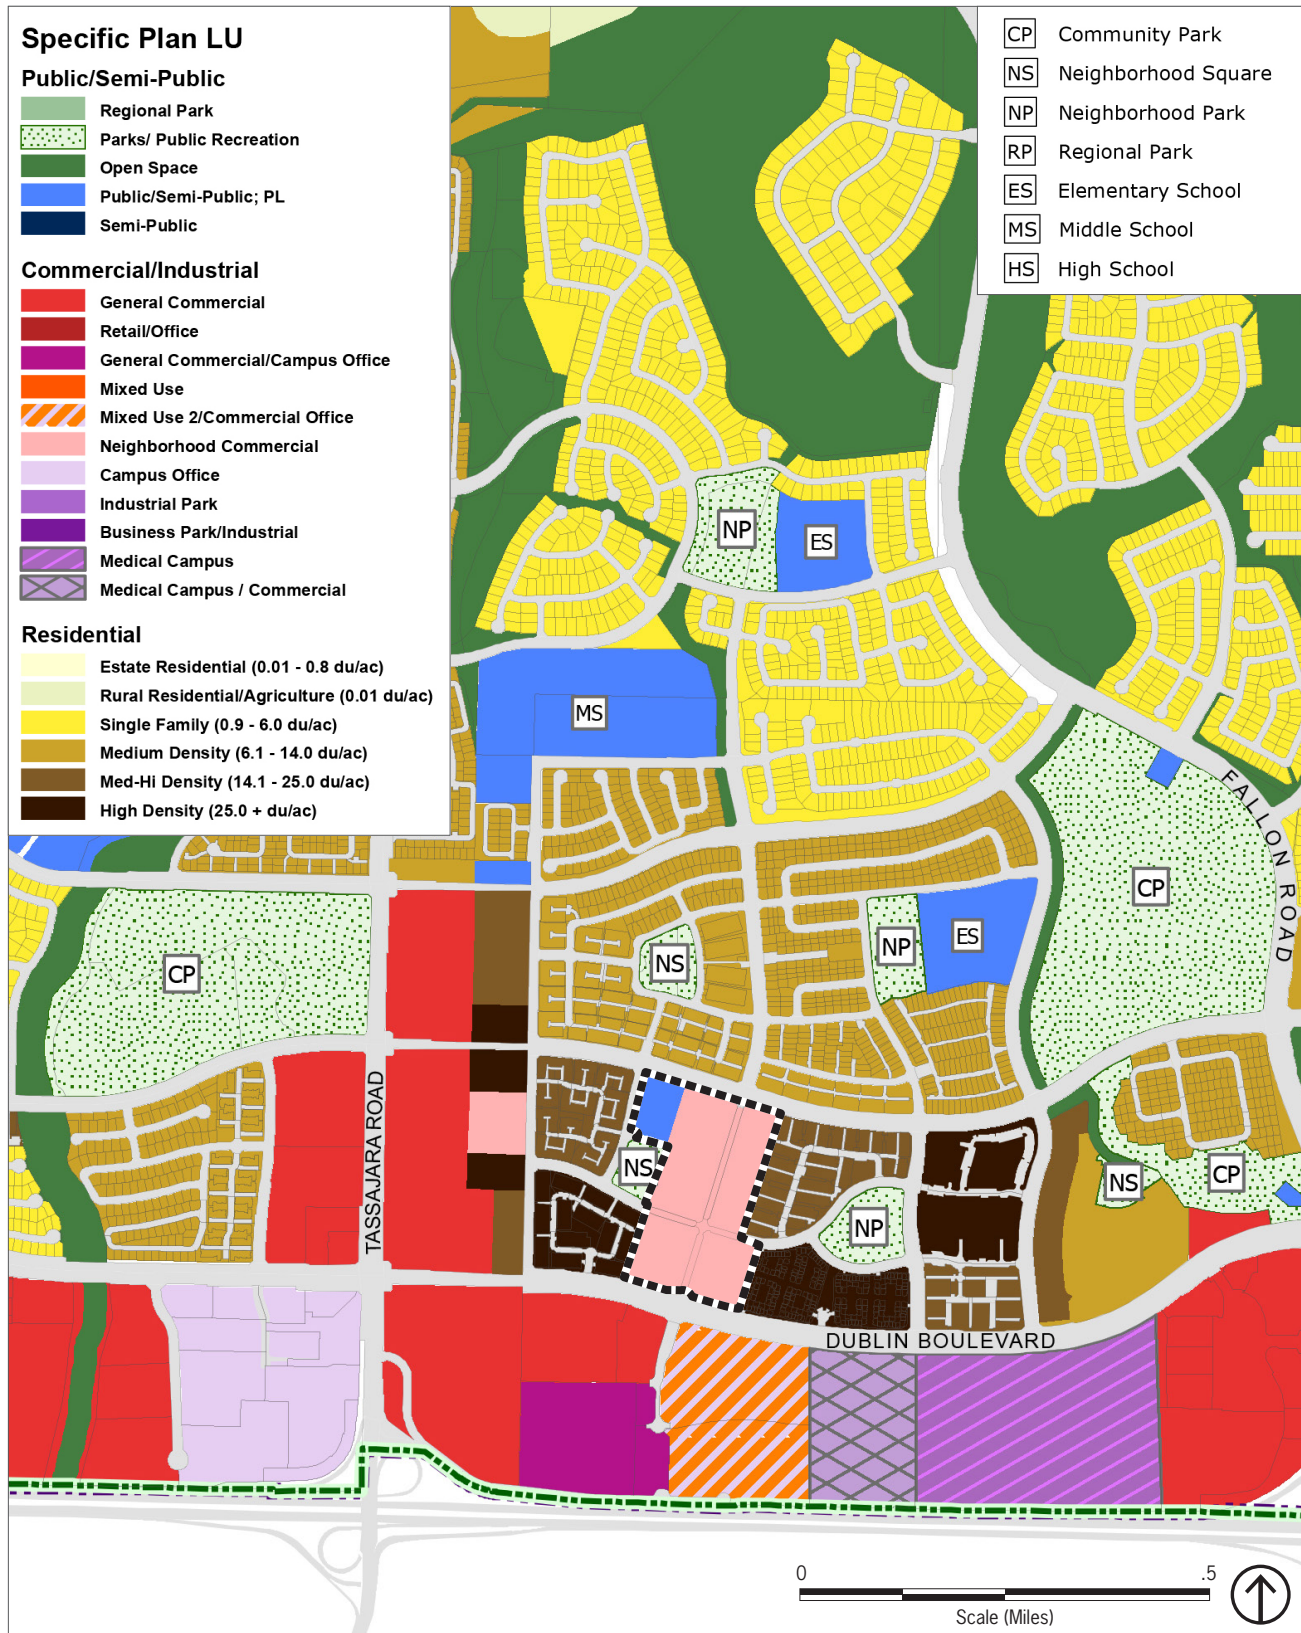 Specific Plan LU
Public/Semi-Public
Regional Park
Parks/ Public Recreation
Open Space
Public/Semi-Public; PL
Semi-Public
Commercial/Industrial
General Commercial
Retail/Office
General Commercial/Campus Office
Mixed Use
Mixed Use 2/Commercial Office
Neighborhood Commercial
Campus Office
Industrial Park
Business Park/Industrial
Medical Campus
Medical Campus / Commercial
Residential
Estate Residential (0.01 - 0.8 du/ac)
Rural Residential/Agriculture (0.01 du/ac)
Single Family (0.9 - 6.0 du/ac)
Medium Density (6.1 - 14.0 du/ac)
Med-Hi Density (14.1 - 25.0 du/ac)
High Density (25.0 + du/ac)
CP Community Park
NS Neighborhood Square
NP Neighborhood Park
RP Regional Park
ES Elementary School
MS Middle School
HS High School
NP
ES
MS
FALLON ROAD
CP
NP
ES
NS
CP
TASSAJARA ROAD
NS
NS
CP
NP
DUBLIN BOULEVARD
0 .5
Scale (Miles)